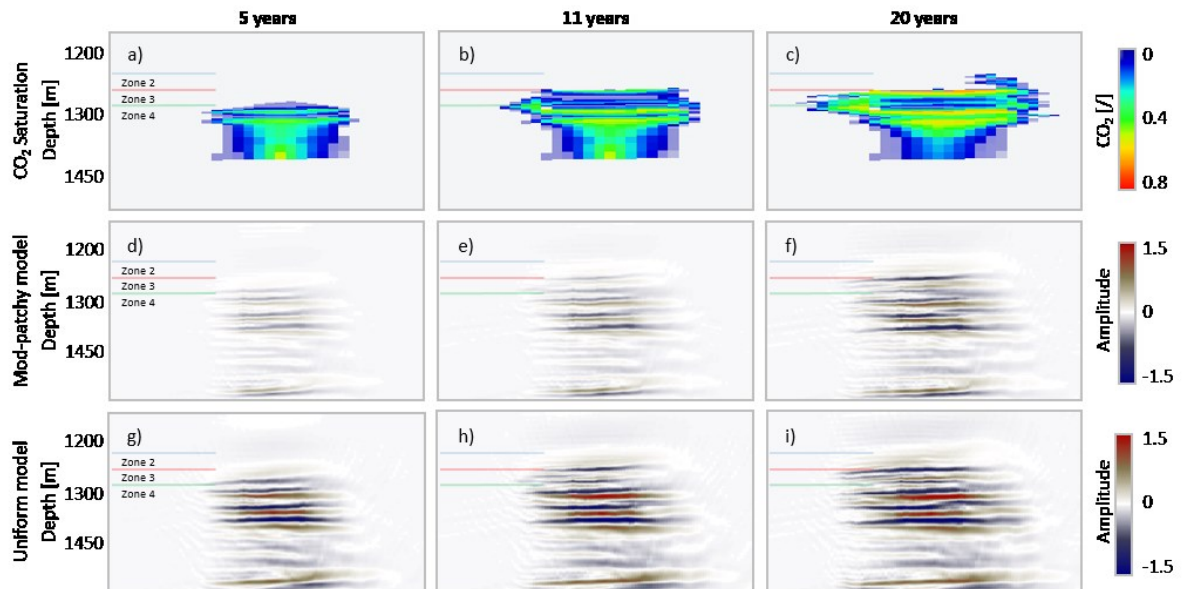 5 years
11 years
20 years
CO₂ Saturation
Depth [m]
1200
1300
1450
a)
Zone 2
Zone 3
Zone 4
b)
c)
0
0.4
0.8
CO₂ [/]
Mod-patchy model
Depth [m]
1200
1300
1450
d)
Zone 2
Zone 3
Zone 4
e)
f)
1.5
0
-1.5
Amplitude
Uniform model
Depth [m]
1200
1300
1450
g)
Zone 2
Zone 3
Zone 4
h)
i)
1.5
0
-1.5
Amplitude